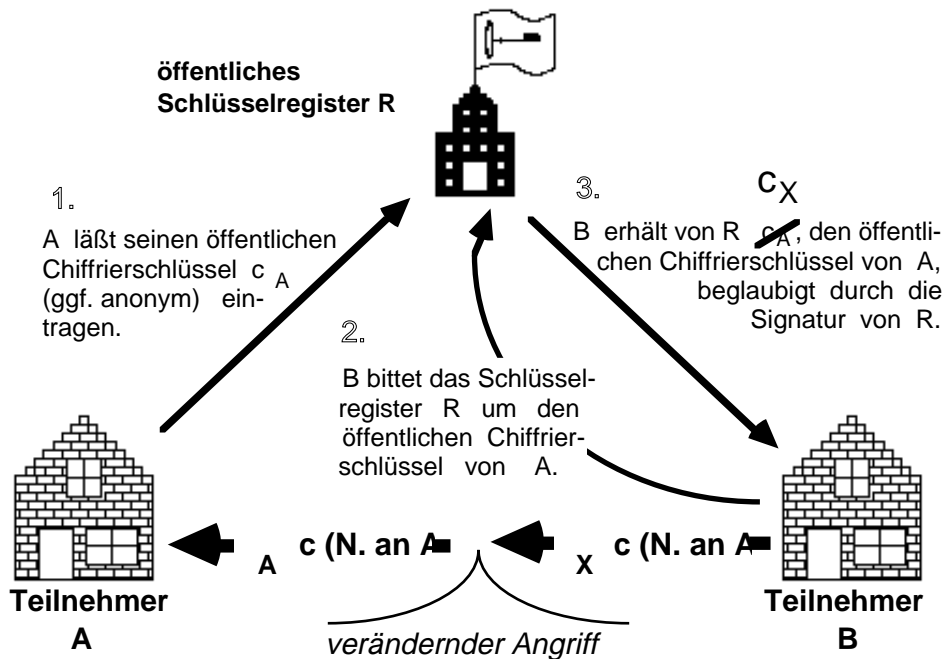 öffentliches
Schlüsselregister R
1.
A läßt seinen öffentlichen
Chiffrierschlüssel c A
(ggf. anonym) ein-
tragen.
2.
B bittet das Schlüssel-
register R um den
öffentlichen Chiffrier-
schlüssel von A.
3.
cX
B erhält von R cA, den öffentli-
chen Chiffrierschlüssel von A,
beglaubigt durch die
Signatur von R.
A c (N. an A
X c (N. an A
Teilnehmer
A
Teilnehmer
B
verändernder Angriff